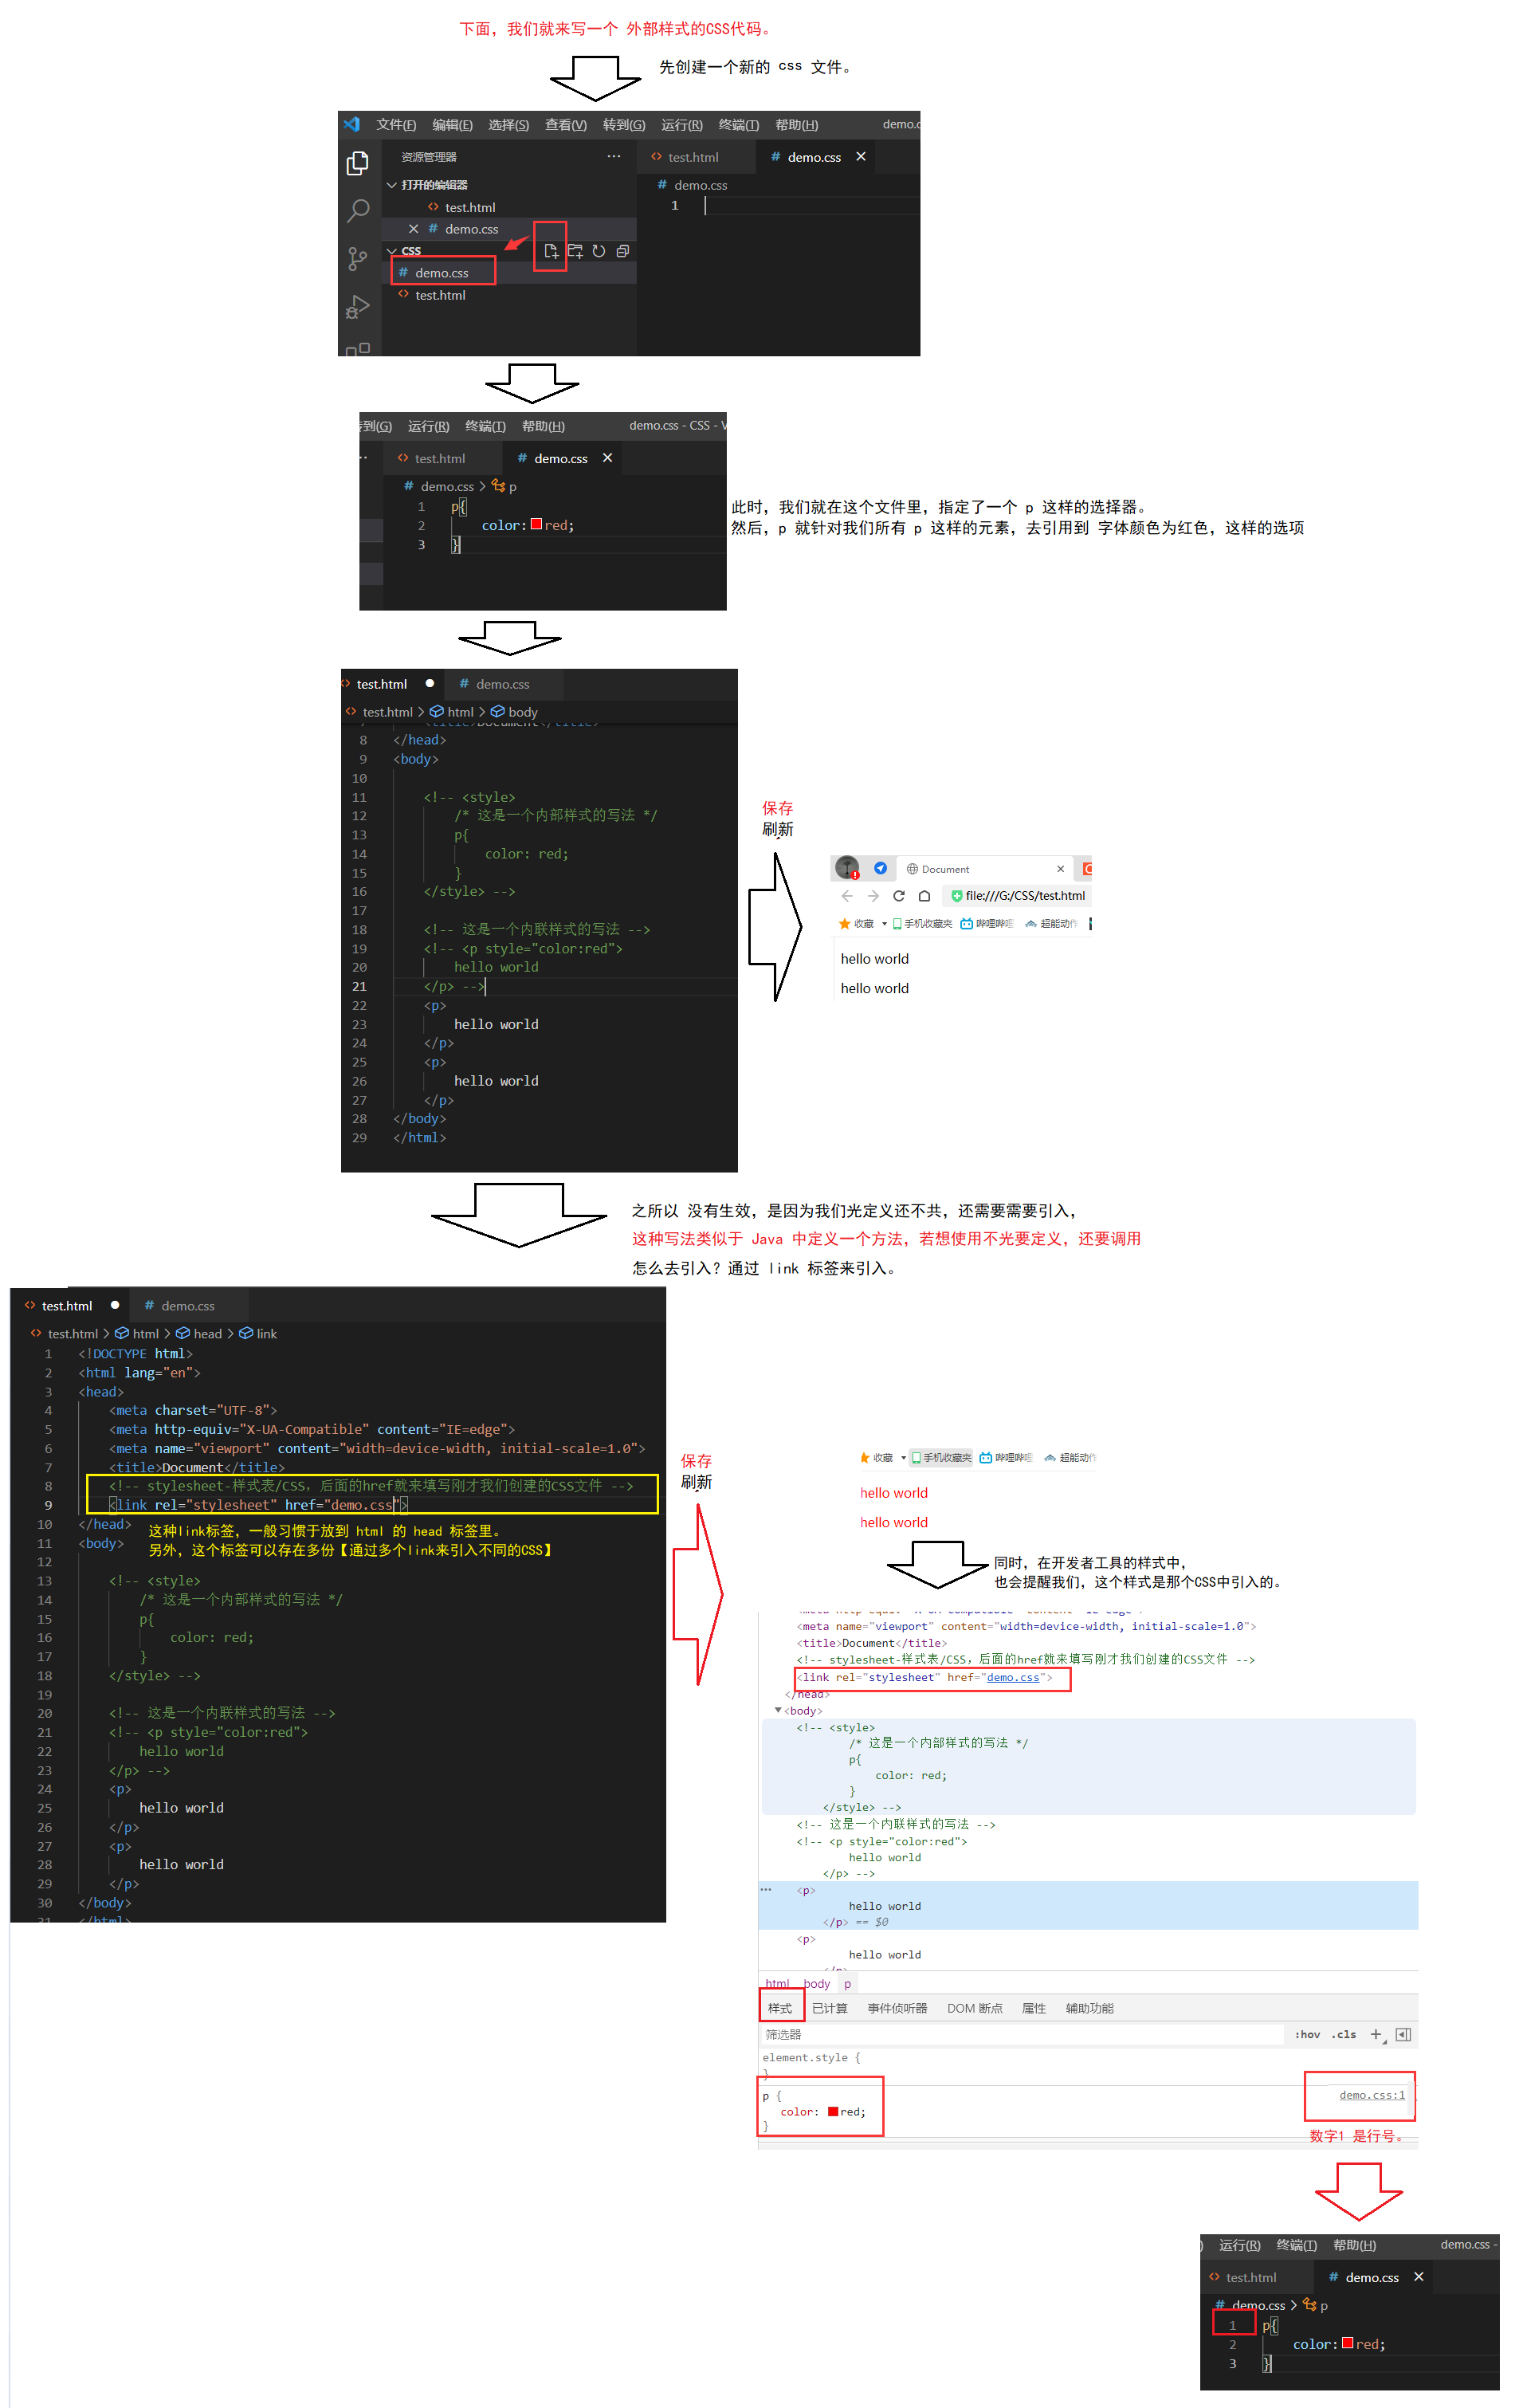 下面，我们就来写一个 外部样式的CSS代码。
先创建一个新的 css 文件。
文件(F) 编辑(E) 选择(S) 查看(V) 转到(G) 运行(R) 终端(T) 帮助(H) demo.c
资源管理器 ··· <> test.html # demo.css ×
打开的编辑器 # demo.css
<> test.html 1
× # demo.css
CSS
# demo.css
<> test.html
转到(G) 运行(R) 终端(T) 帮助(H) demo.css - CSS - V
<> test.html # demo.css ×
# demo.css > p
1 p{
2 color: red;
3 }
此时，我们就在这个文件里，指定了一个 p 这样的选择器。
然后，p 就针对我们所有 p 这样的元素，去引用到 字体颜色为红色，这样的选项
<> test.html ● # demo.css
<> test.html > html > body
7 <title>Document</title>
8 </head>
9 <body>
10
11 <!-- <style>
12 /* 这是一个内部样式的写法 */
13 p{
14 color: red;
15 }
16 </style> -->
17
18 <!-- 这是一个内联样式的写法 -->
19 <!-- <p style="color:red">
20 hello world
21 </p> -->
22 <p>
23 hello world
24 </p>
25 <p>
26 hello world
27 </p>
28 </body>
29 </html>
保存
刷新
Document ×
file:///G:/CSS/test.html
收藏 手机收藏夹 哔哩哔哩 超能动作
hello world
hello world
之所以 没有生效，是因为我们光定义还不共，还需要需要引入，
这种写法类似于 Java 中定义一个方法，若想使用不光要定义，还要调用
怎么去引入？通过 link 标签来引入。
<> test.html ● # demo.css
<> test.html > html > head > link
1 <!DOCTYPE html>
2 <html lang="en">
3 <head>
4 <meta charset="UTF-8">
5 <meta http-equiv="X-UA-Compatible" content="IE=edge">
6 <meta name="viewport" content="width=device-width, initial-scale=1.0">
7 <title>Document</title>
8 <!-- stylesheet-样式表/CSS，后面的href就来填写刚才我们创建的CSS文件 -->
9 <link rel="stylesheet" href="demo.css">
10 </head>
这种link标签，一般习惯于放到 html 的 head 标签里。
11 <body>
另外，这个标签可以存在多份【通过多个link来引入不同的CSS】
12
13 <!-- <style>
14 /* 这是一个内部样式的写法 */
15 p{
16 color: red;
17 }
18 </style> -->
19
20 <!-- 这是一个内联样式的写法 -->
21 <!-- <p style="color:red">
22 hello world
23 </p> -->
24 <p>
25 hello world
26 </p>
27 <p>
28 hello world
29 </p>
30 </body>
31 </html>
保存
刷新
收藏 手机收藏夹 哔哩哔哩 超能动作
hello world
hello world
同时，在开发者工具的样式中，
也会提醒我们，这个样式是那个CSS中引入的。
<meta http-equiv="X-UA-Compatible" content="IE=edge">
<meta name="viewport" content="width=device-width, initial-scale=1.0">
<title>Document</title>
<!-- stylesheet-样式表/CSS，后面的href就来填写刚才我们创建的CSS文件 -->
<link rel="stylesheet" href="demo.css">
</head>
<body>
<!-- <style>
/* 这是一个内部样式的写法 */
p{
color: red;
}
</style> -->
<!-- 这是一个内联样式的写法 -->
<!-- <p style="color:red">
hello world
</p> -->
··· <p>
hello world
</p> == $0
<p>
hello world
</p>
html body p
样式 已计算 事件侦听器 DOM 断点 属性 辅助功能
筛选器 :hov .cls +
element.style {
}
p { demo.css:1
color: red;
}
数字1 是行号。
) 运行(R) 终端(T) 帮助(H) demo.css -
<> test.html # demo.css ×
# demo.css > p
1 p{
2 color: red;
3 }